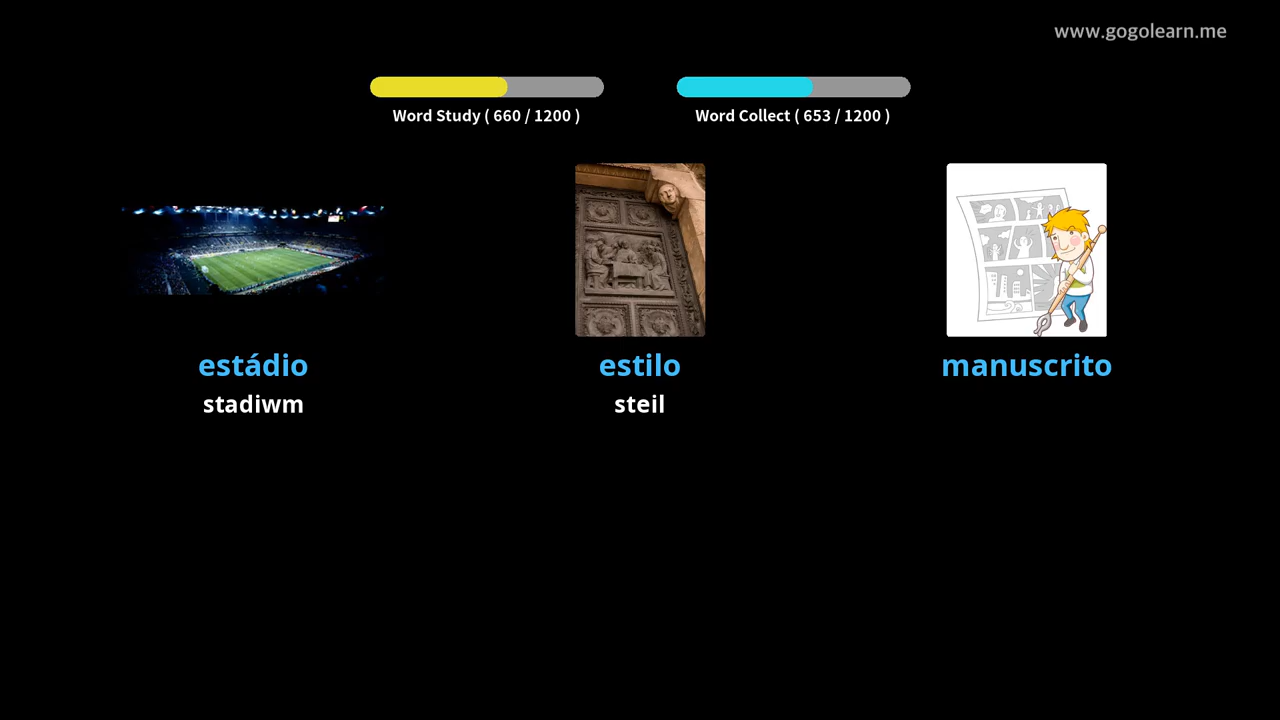 www.gogolearn.me
Word Study ( 660 / 1200 )
Word Collect ( 653 / 1200 )
estádio
estilo
manuscrito
stadiwm
steil